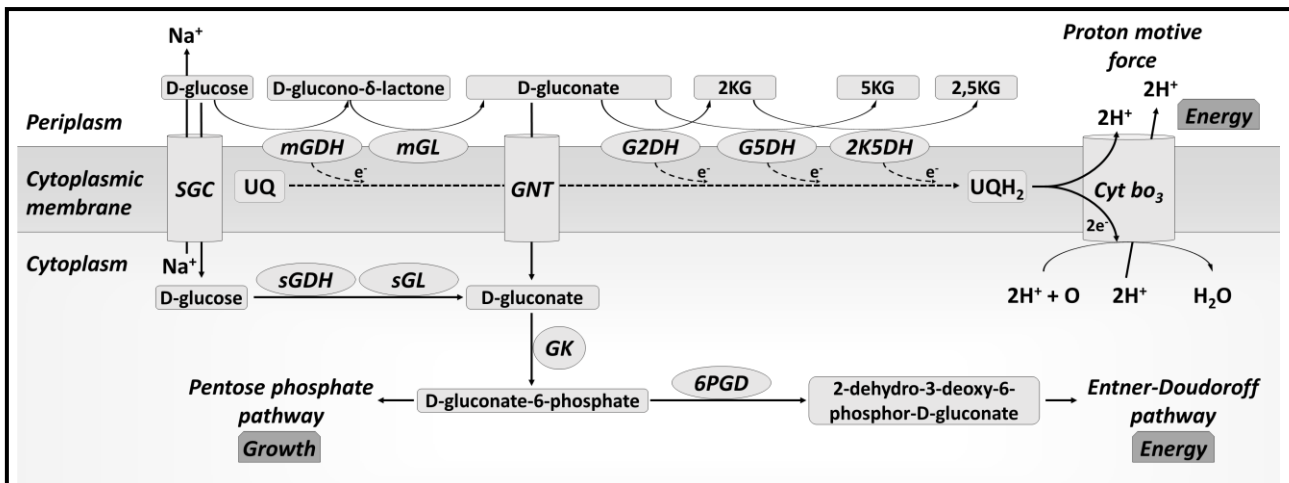 Na⁺
Proton motive
force
D-glucose
D-glucono-δ-lactone
D-gluconate
2KG
5KG
2,5KG
2H⁺
2H⁺
Energy
Periplasm
mGDH
mGL
G2DH
G5DH
2K5DH
Cytoplasmic
membrane
SGC
UQ
e⁻
GNT
e⁻
e⁻
e⁻
UQH₂
Cyt bo₃
2e⁻
Cytoplasm
Na⁺
D-glucose
sGDH
sGL
D-gluconate
2H⁺ + O
2H⁺
H₂O
GK
Pentose phosphate
pathway
Growth
D-gluconate-6-phosphate
6PGD
2-dehydro-3-deoxy-6-
phosphor-D-gluconate
Entner-Doudoroff
pathway
Energy